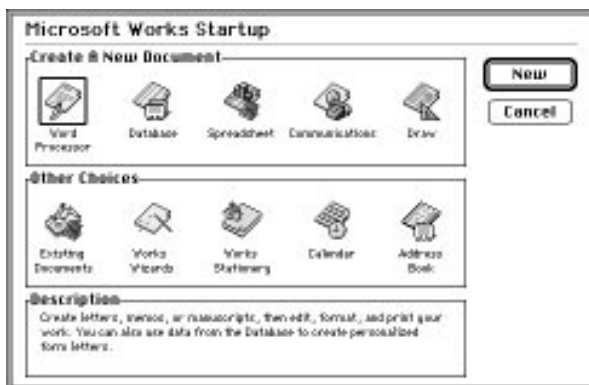 Microsoft Works Startup
Create A New Document
Word Processor
Database
Spreadsheet
Communications
Draw
New
Cancel
Other Choices
Existing Documents
Works Wizards
Works Stationery
Calendar
Address Book
Description
Create letters, memos, or manuscripts, then edit, format, and print your
work. You can also use data from the Database to create personalized
form letters.